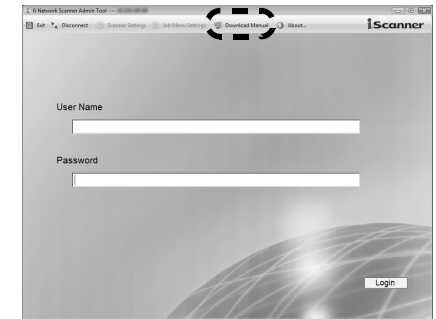 fi Network Scanner Admin Tool ---
Exit Disconnect Scanner Settings Job Menu Settings Download Manual About... iScanner
User Name
Password
Login